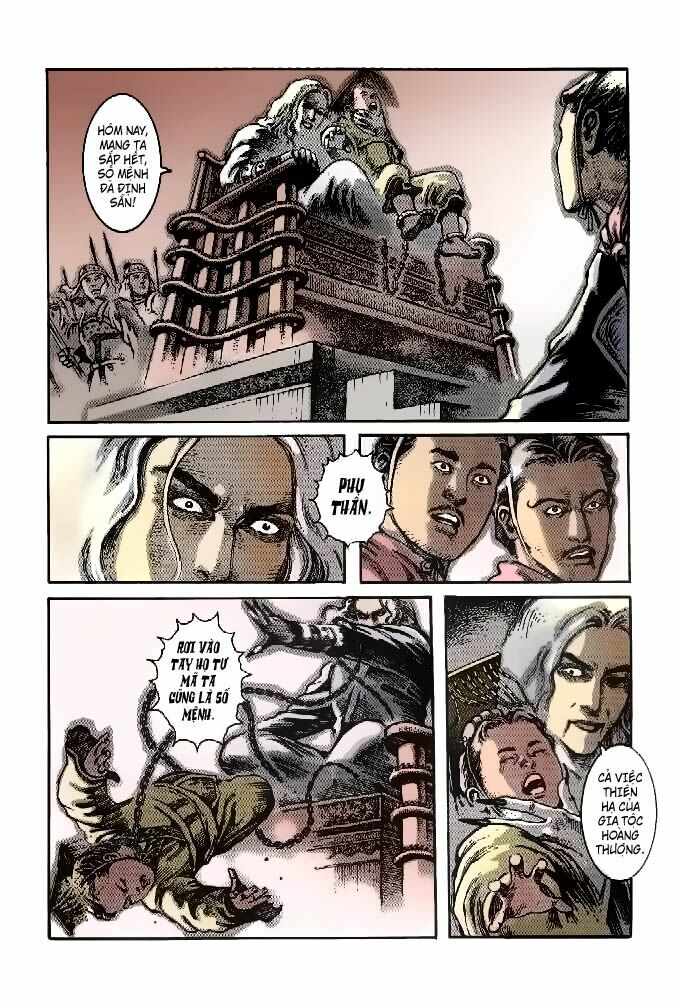 HÔM NAY,
MẠNG TA
SẮP HẾT,
SỐ MỆNH
ĐÃ ĐỊNH
SẴN!
PHỤ
THÂN.
RƠI VÀO
TAY HỌ TƯ
MÃ TA
CŨNG LÀ SỐ
MỆNH.
CẢ VIỆC
THIÊN
HẠ CỦA
GIA TỘC
HOÀNG
THƯỢNG.